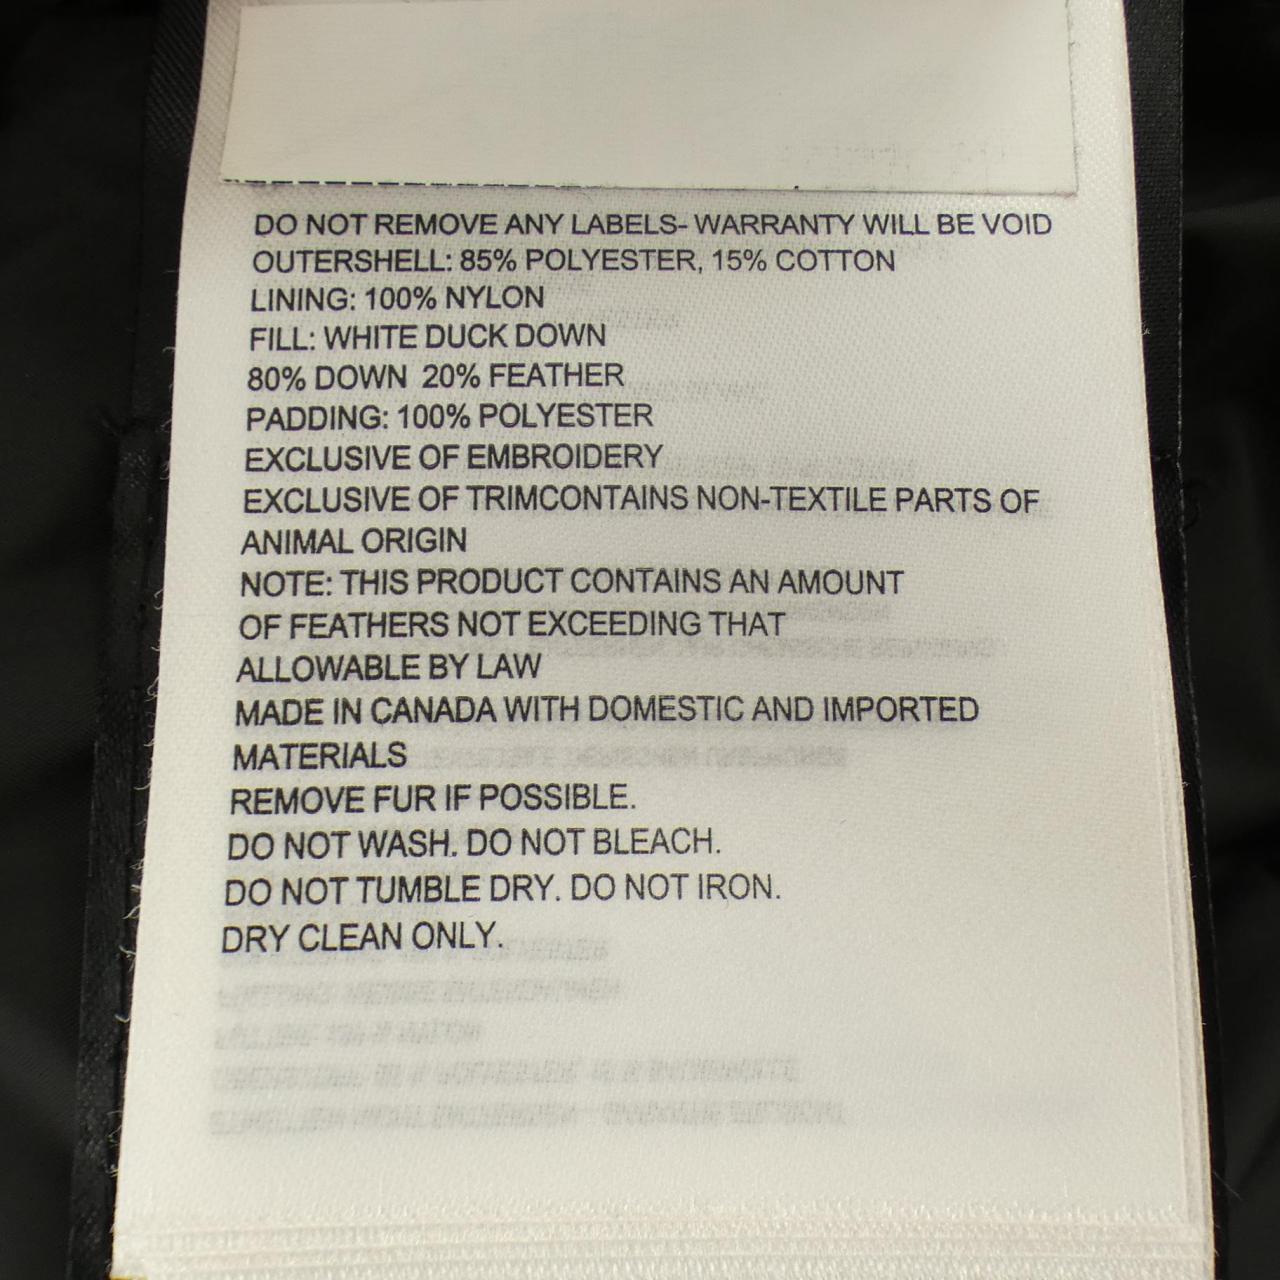 DO NOT REMOVE ANY LABELS- WARRANTY WILL BE VOID
OUTERSHELL: 85% POLYESTER, 15% COTTON
LINING: 100% NYLON
FILL: WHITE DUCK DOWN
80% DOWN 20% FEATHER
PADDING: 100% POLYESTER
EXCLUSIVE OF EMBROIDERY
EXCLUSIVE OF TRIMCONTAINS NON-TEXTILE PARTS OF
ANIMAL ORIGIN
NOTE: THIS PRODUCT CONTAINS AN AMOUNT
OF FEATHERS NOT EXCEEDING THAT
ALLOWABLE BY LAW
MADE IN CANADA WITH DOMESTIC AND IMPORTED
MATERIALS
REMOVE FUR IF POSSIBLE.
DO NOT WASH. DO NOT BLEACH.
DO NOT TUMBLE DRY. DO NOT IRON.
DRY CLEAN ONLY.